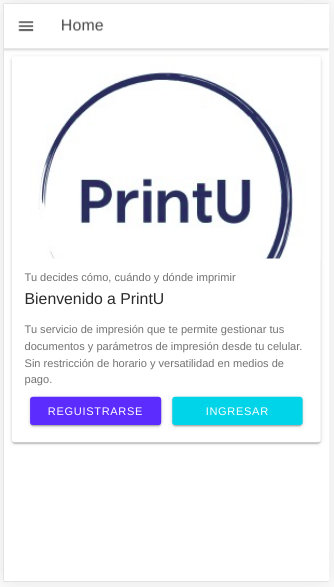 Home
PrintU
Tu decides cómo, cuándo y dónde imprimir
Bienvenido a PrintU
Tu servicio de impresión que te permite gestionar tus
documentos y parámetros de impresión desde tu celular.
Sin restricción de horario y versatilidad en medios de
pago.
REGUISTRARSE
INGRESAR